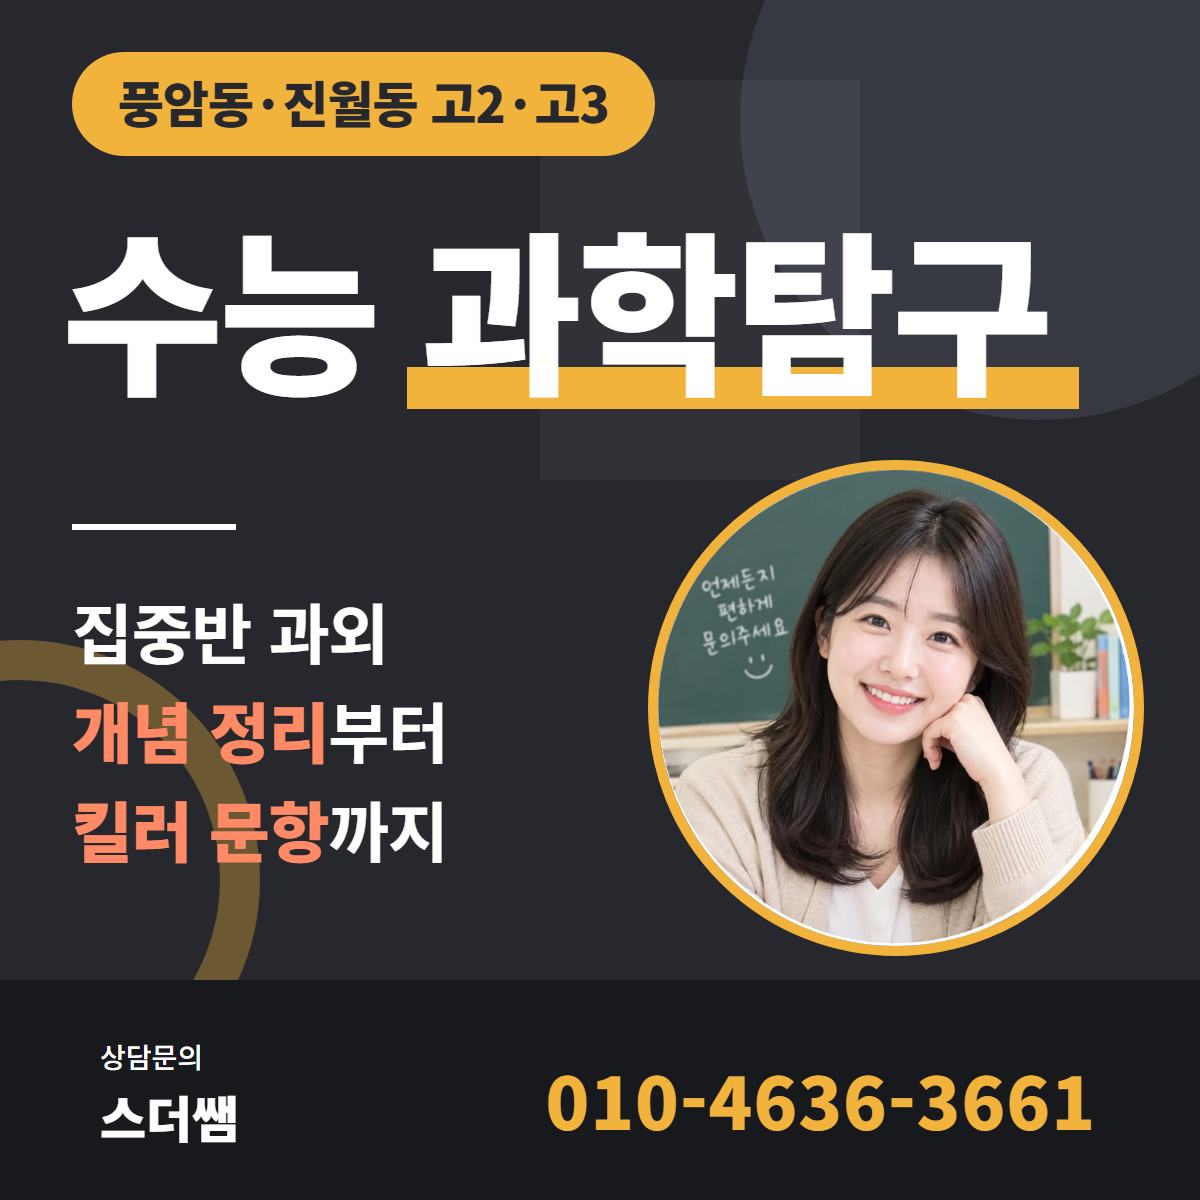 풍암동·진월동 고2·고3
수능 과학탐구
집중반 과외
개념 정리부터
킬러 문항까지
언제든지
편하게
문의주세요
상담문의
스더쌤
010-4636-3661